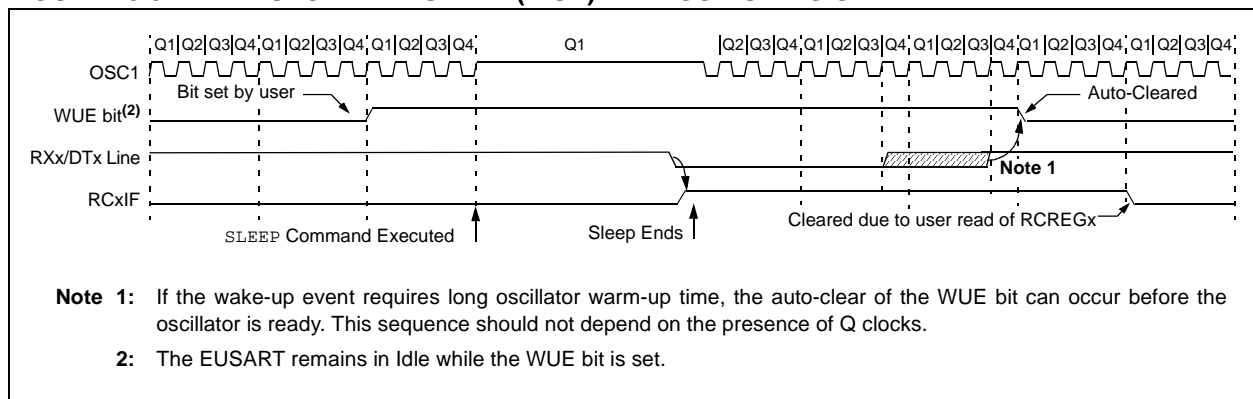 Q1 Q2 Q3 Q4 Q1 Q2 Q3 Q4 Q1 Q2 Q3 Q4 Q1 Q2 Q3 Q4 Q1 Q2 Q3 Q4 Q1 Q2 Q3 Q4 Q1 Q2 Q3 Q4 Q1 Q2 Q3 Q4
OSC1
Bit set by user
Auto-Cleared
WUE bit(2)
RXx/DTx Line
Note 1
RCxIF
Cleared due to user read of RCREGx
SLEEP Command Executed
Sleep Ends
Note 1: If the wake-up event requires long oscillator warm-up time, the auto-clear of the WUE bit can occur before the
oscillator is ready. This sequence should not depend on the presence of Q clocks.
2: The EUSART remains in Idle while the WUE bit is set.